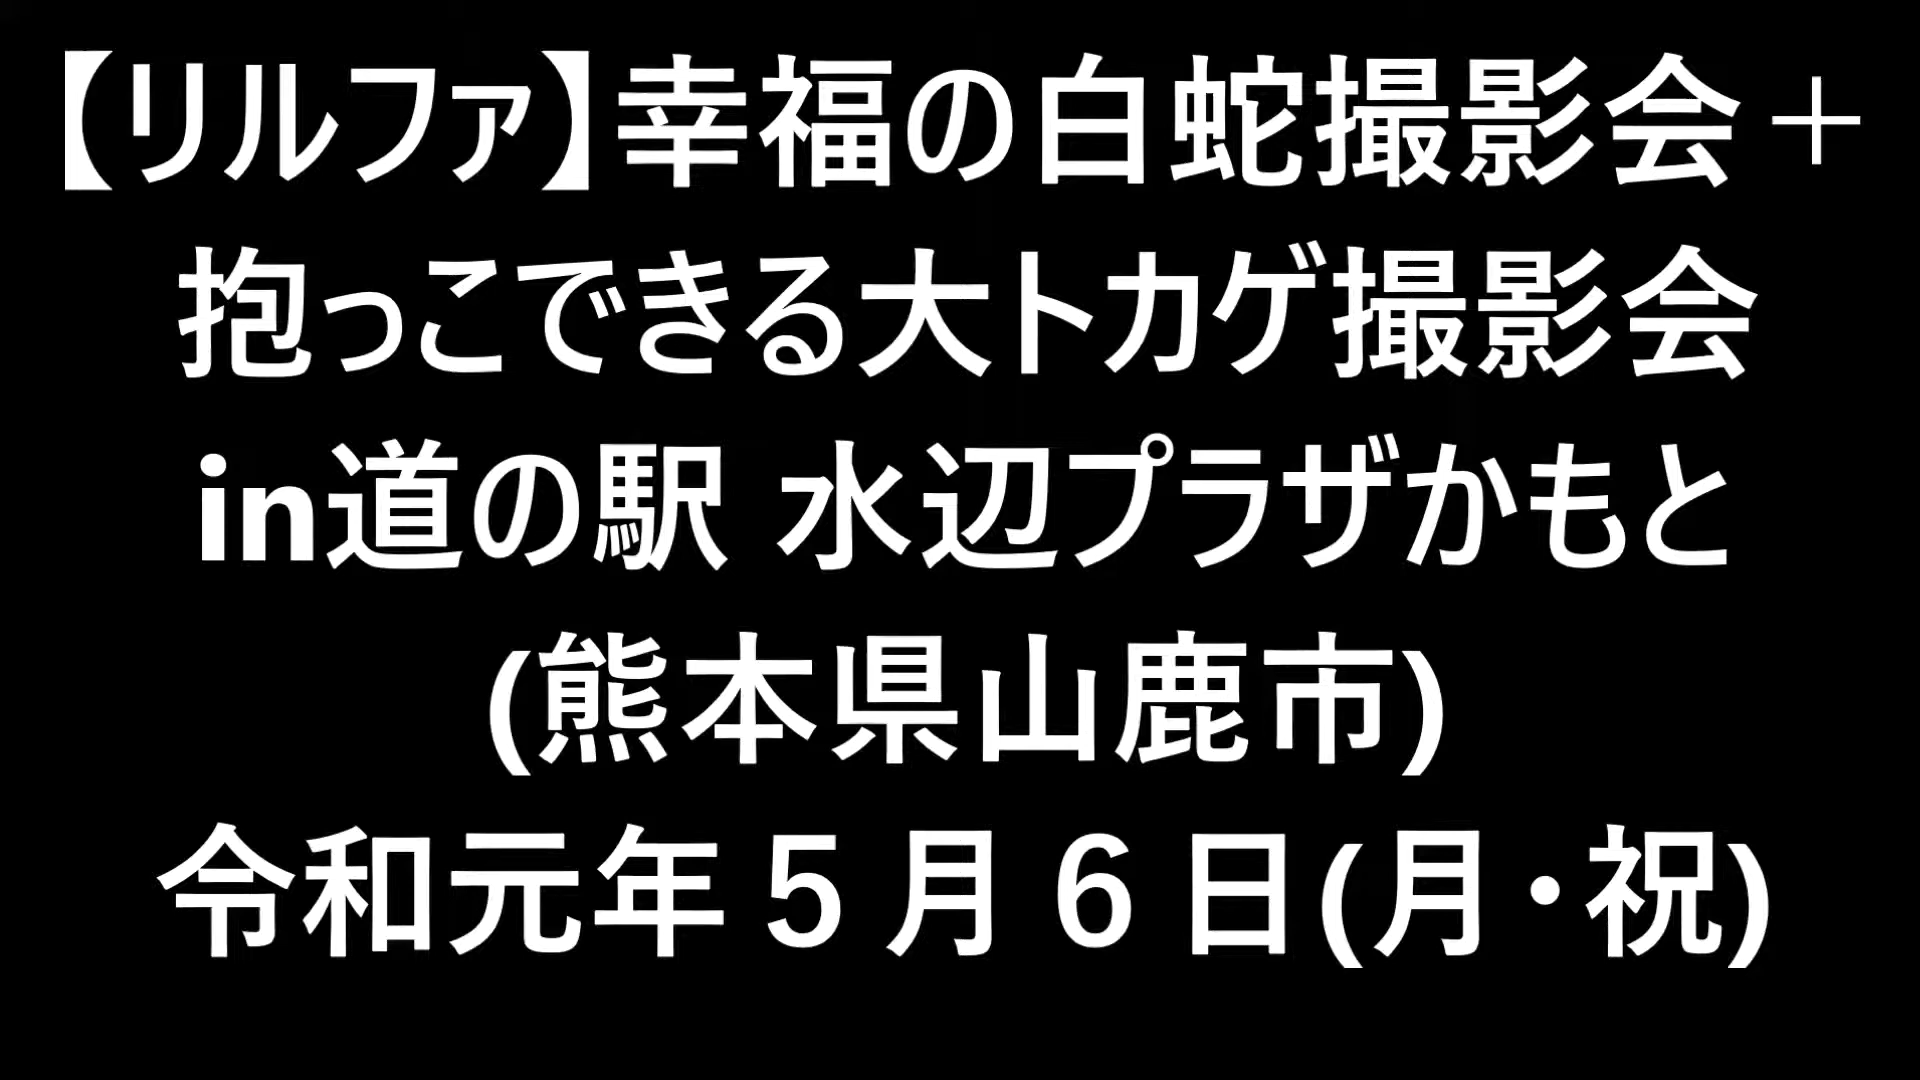 【リルファ】幸福の白蛇撮影会＋
抱っこできる大トカゲ撮影会
in道の駅 水辺プラザかもと
(熊本県山鹿市)
令和元年５月６日(月・祝)